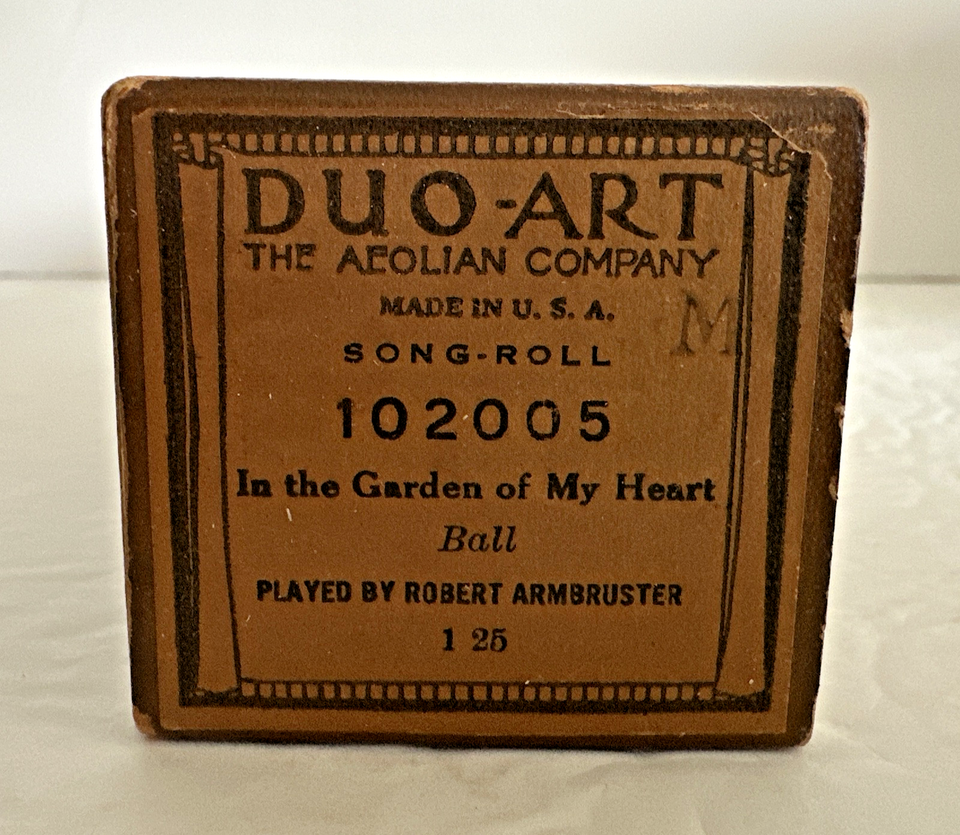 DUO-ART
THE AEOLIAN COMPANY
MADE IN U. S. A.
M
SONG-ROLL
102005
In the Garden of My Heart
Ball
PLAYED BY ROBERT ARMBRUSTER
1 25